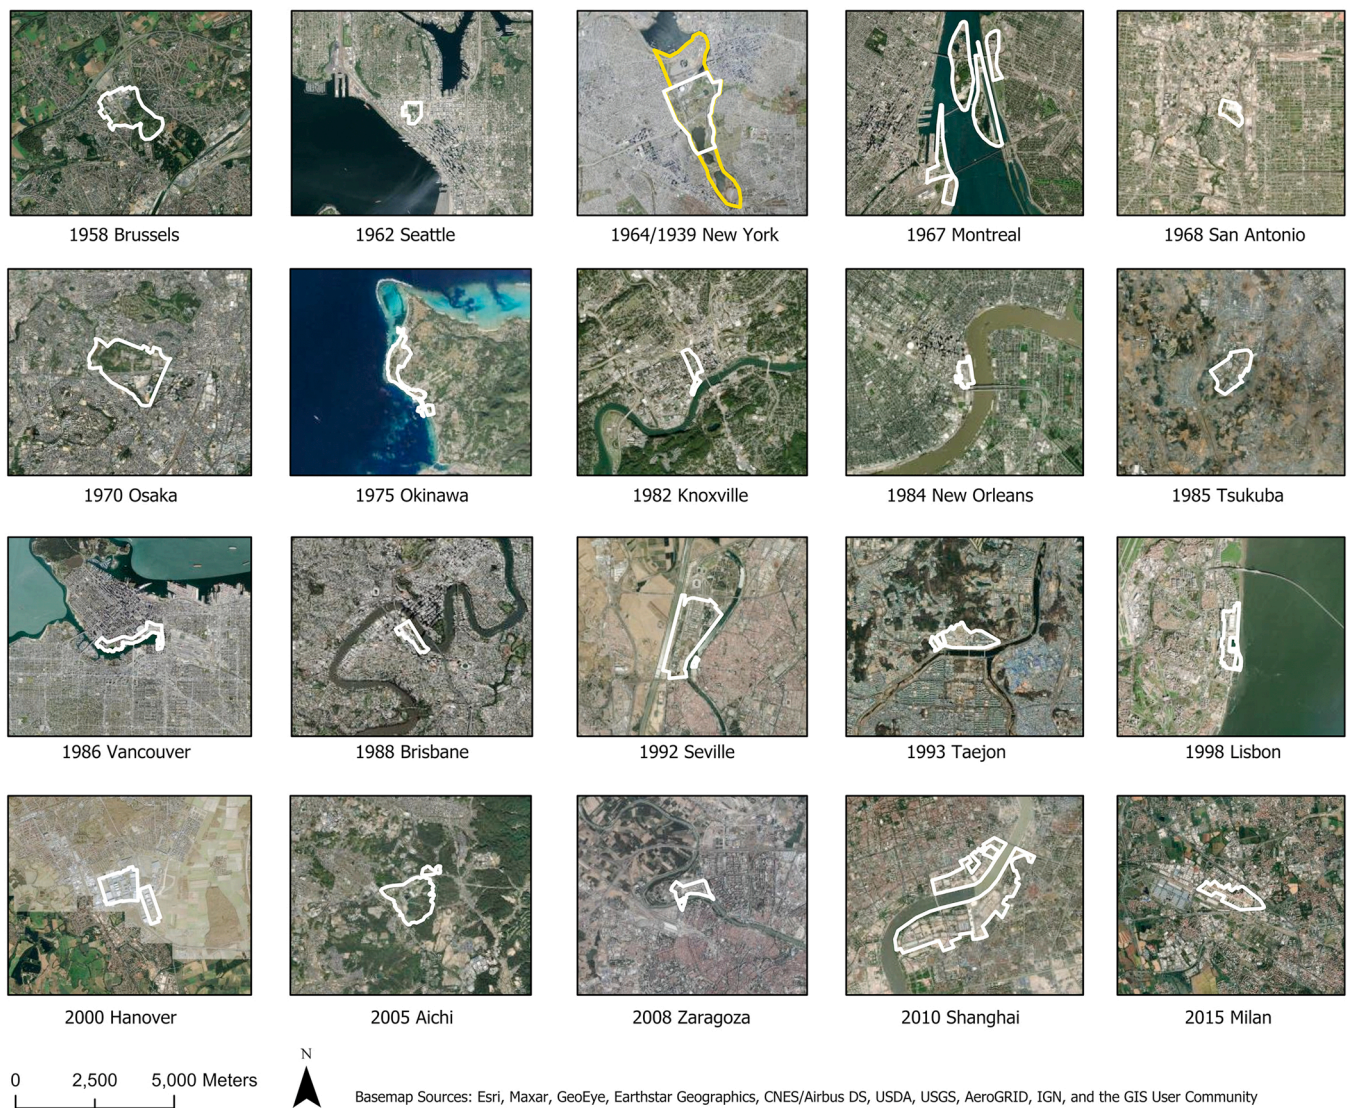 1958 Brussels
1962 Seattle
1964/1939 New York
1967 Montreal
1968 San Antonio
1970 Osaka
1975 Okinawa
1982 Knoxville
1984 New Orleans
1985 Tsukuba
1986 Vancouver
1988 Brisbane
1992 Seville
1993 Taejon
1998 Lisbon
2000 Hanover
2005 Aichi
2008 Zaragoza
2010 Shanghai
2015 Milan
0 2,500 5,000 Meters
N
Basemap Sources: Esri, Maxar, GeoEye, Earthstar Geographics, CNES/Airbus DS, USDA, USGS, AeroGRID, IGN, and the GIS User Community